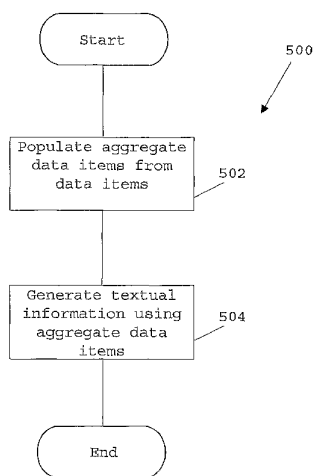 Start
500
Populate aggregate
data items from
data items
502
Generate textual
information using
aggregate data
items
504
End